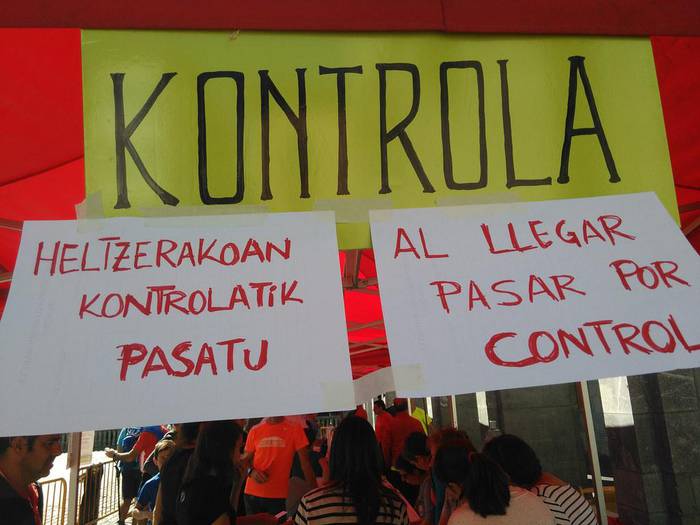 KONTROLA
HELTZERAKOAN
KONTROLATIK
PASATU
AL LLEGAR
PASAR POR
CONTROL